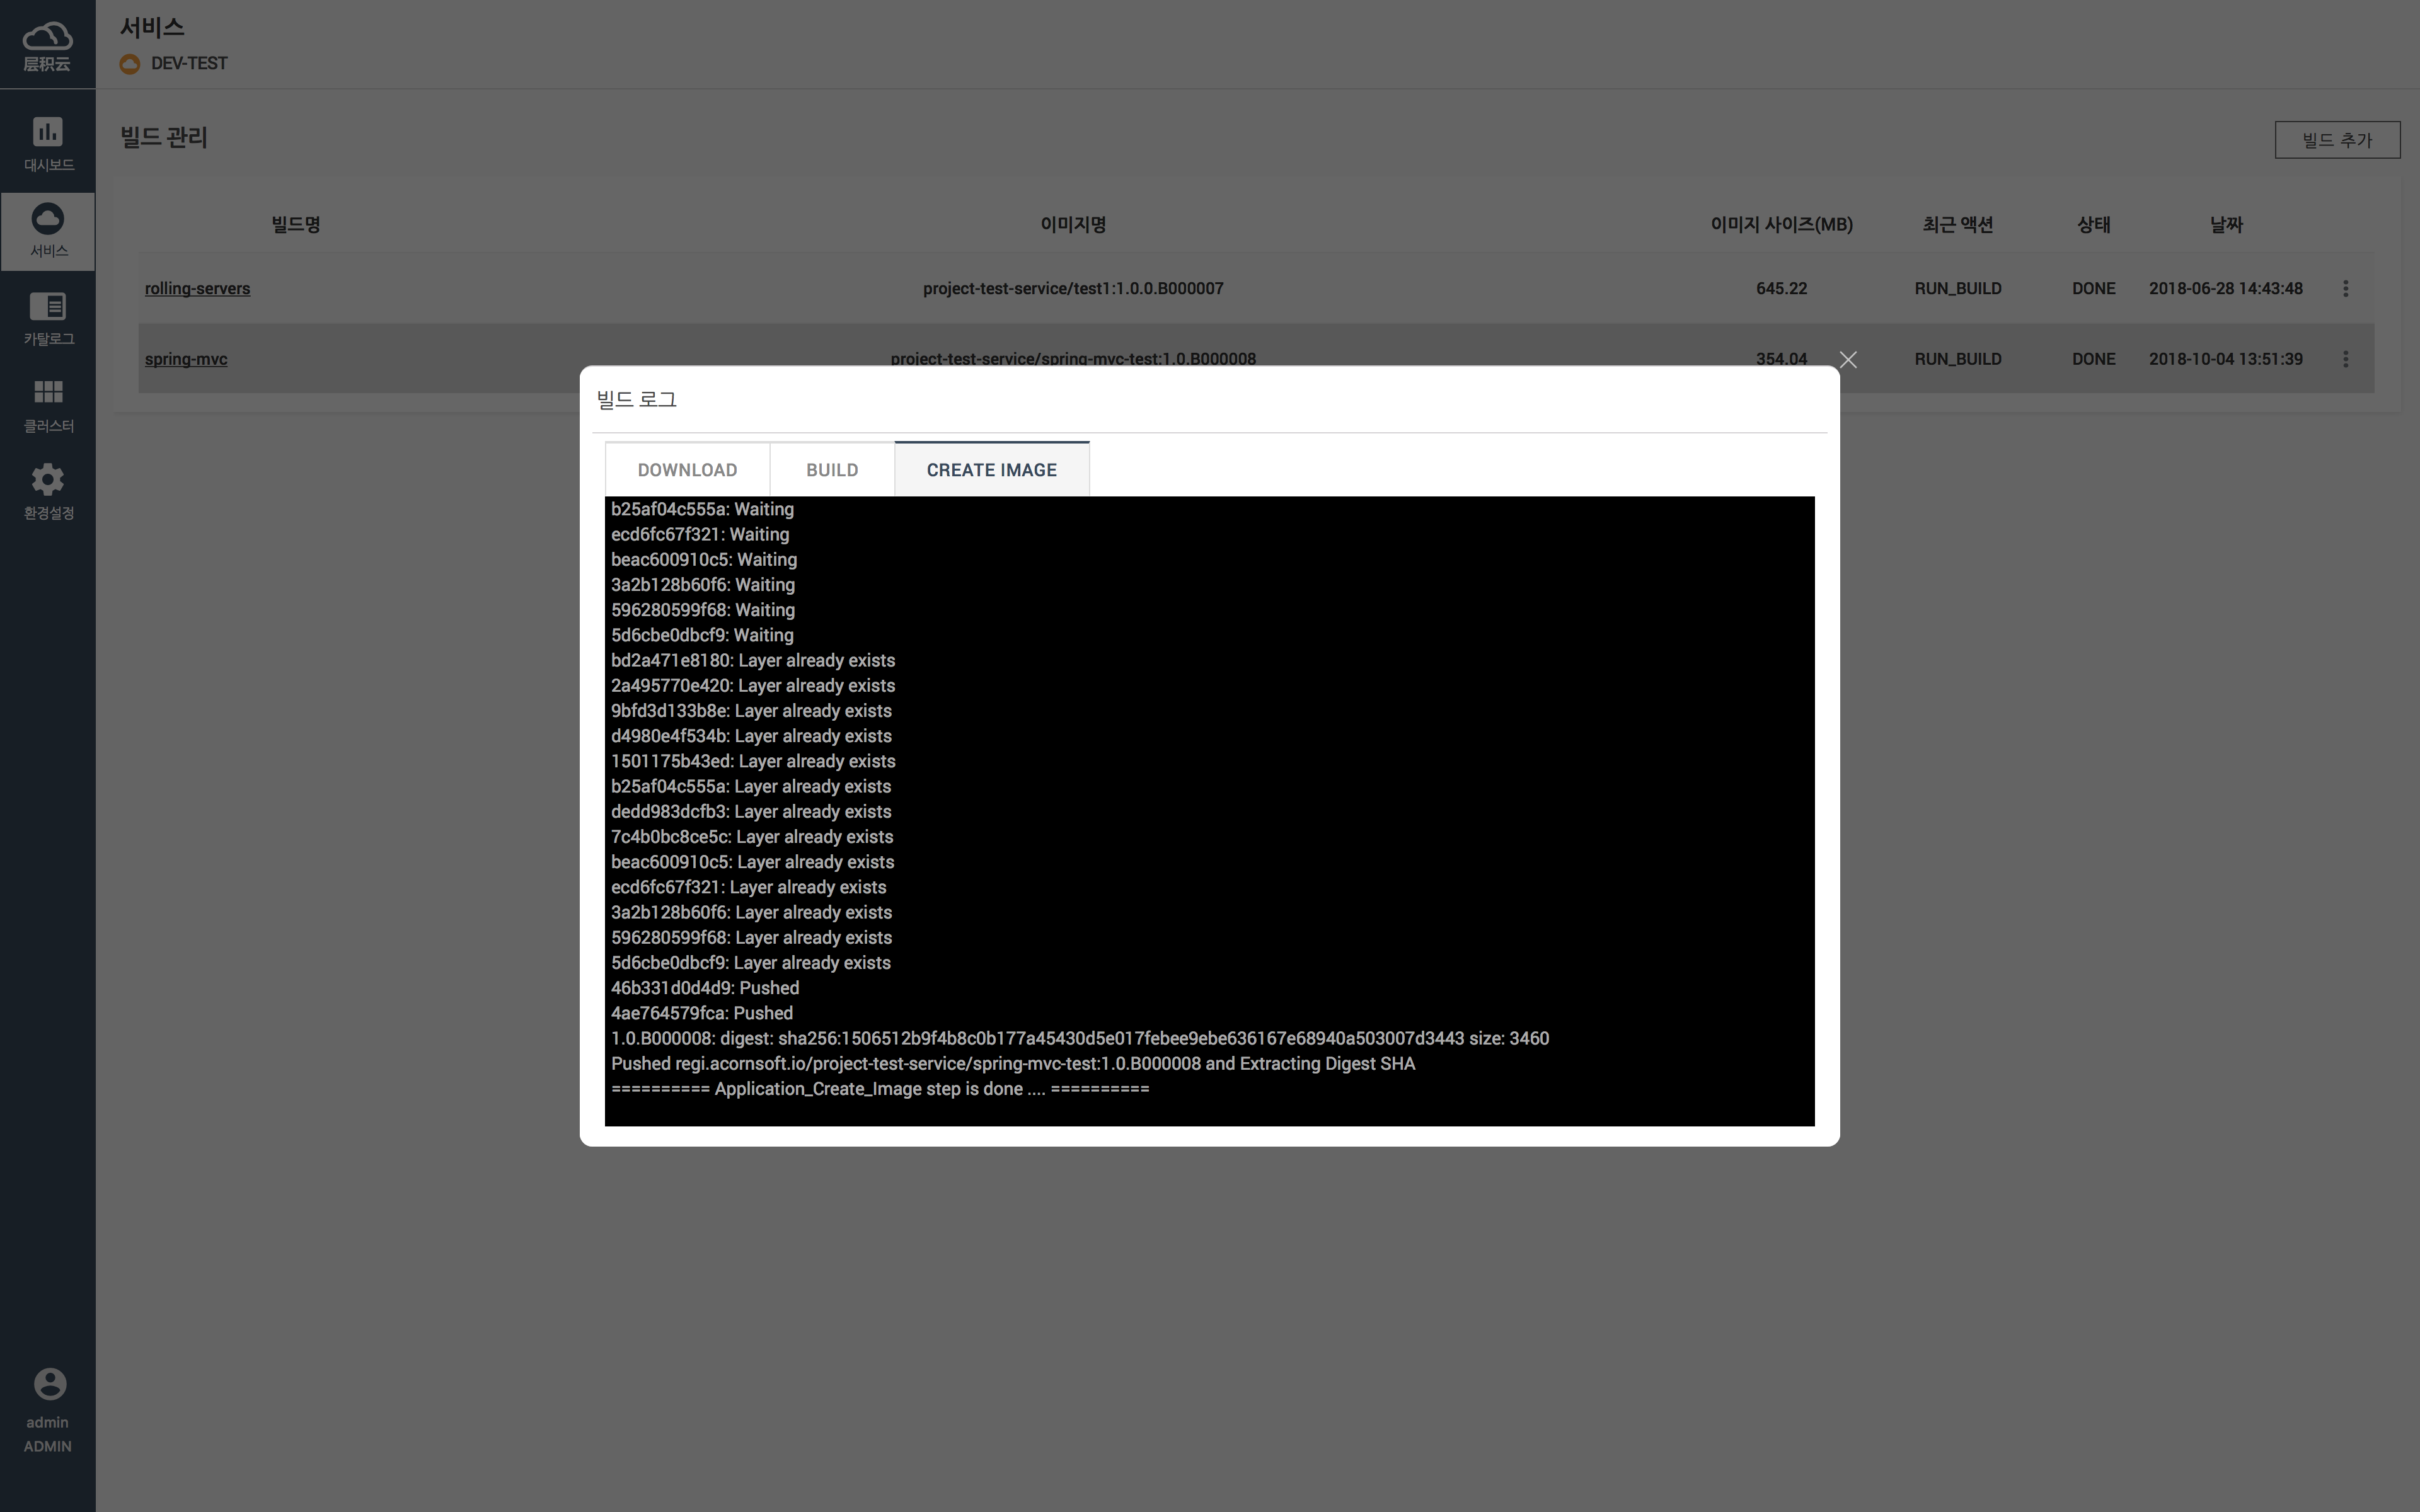 层积云
서비스
DEV-TEST
대시보드
서비스
카탈로그
클러스터
환경설정
admin
ADMIN
빌드 관리
빌드 추가
빌드명 이미지명 이미지 사이즈(MB) 최근 액션 상태 날짜
rolling-servers project-test-service/test1:1.0.0.B000007 645.22 RUN_BUILD DONE 2018-06-28 14:43:48
spring-mvc project-test-service/spring-mvc-test:1.0.B000008 354.04 RUN_BUILD DONE 2018-10-04 13:51:39
빌드 로그
DOWNLOAD BUILD CREATE IMAGE
b25af04c555a: Waiting
ecd6fc67f321: Waiting
beac600910c5: Waiting
3a2b128b60f6: Waiting
596280599f68: Waiting
5d6cbe0dbcf9: Waiting
bd2a471e8180: Layer already exists
2a495770e420: Layer already exists
9bfd3d133b8e: Layer already exists
d4980e4f534b: Layer already exists
1501175b43ed: Layer already exists
b25af04c555a: Layer already exists
dedd983dcfb3: Layer already exists
7c4b0bc8ce5c: Layer already exists
beac600910c5: Layer already exists
ecd6fc67f321: Layer already exists
3a2b128b60f6: Layer already exists
596280599f68: Layer already exists
5d6cbe0dbcf9: Layer already exists
46b331d0d4d9: Pushed
4ae764579fca: Pushed
1.0.B000008: digest: sha256:1506512b9f4b8c0b177a45430d5e017febee9ebe636167e68940a503007d3443 size: 3460
Pushed regi.acornsoft.io/project-test-service/spring-mvc-test:1.0.B000008 and Extracting Digest SHA
========== Application_Create_Image step is done .... ==========